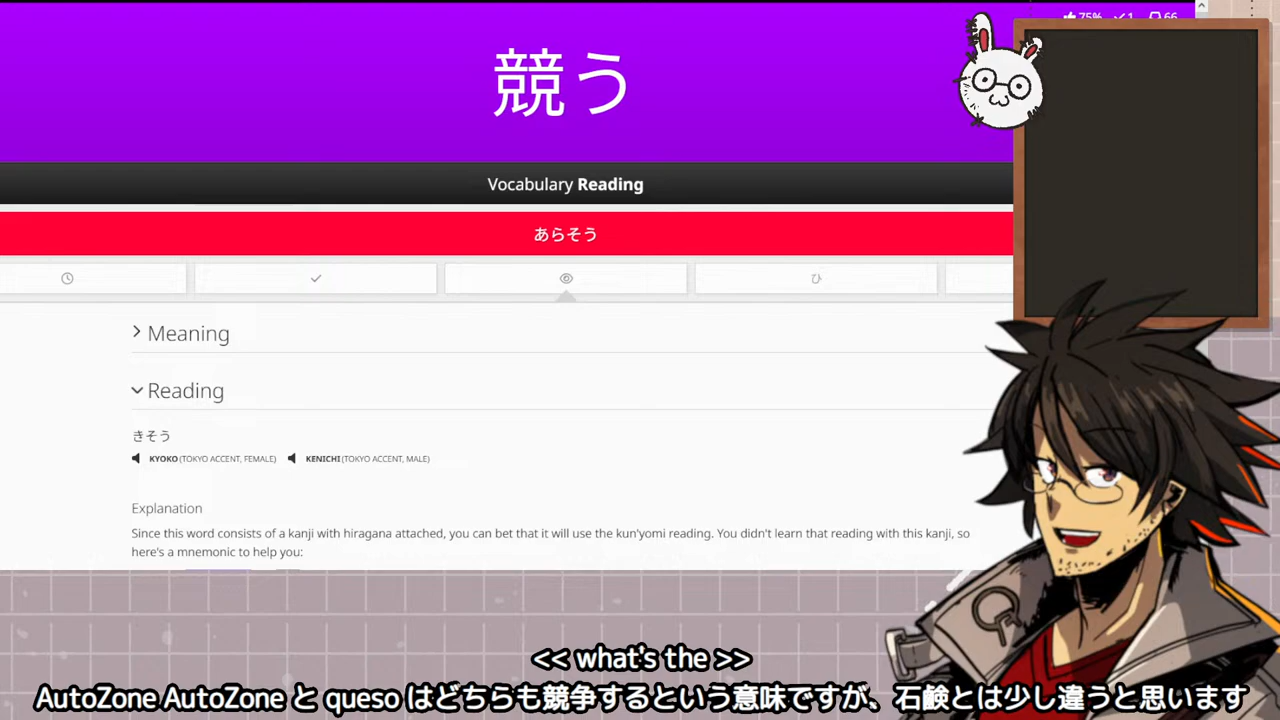 75% 1 66
競う
Vocabulary Reading
あらそう
ひ
Meaning
Reading
きそう
KYOKO (TOKYO ACCENT, FEMALE) KENICHI (TOKYO ACCENT, MALE)
Explanation
Since this word consists of a kanji with hiragana attached, you can bet that it will use the kun'yomi reading. You didn't learn that reading with this kanji, so
here's a mnemonic to help you:
<< what's the >>
AutoZone AutoZone と queso はどちらも競争するという意味ですが、石鹸とは少し違うと思います